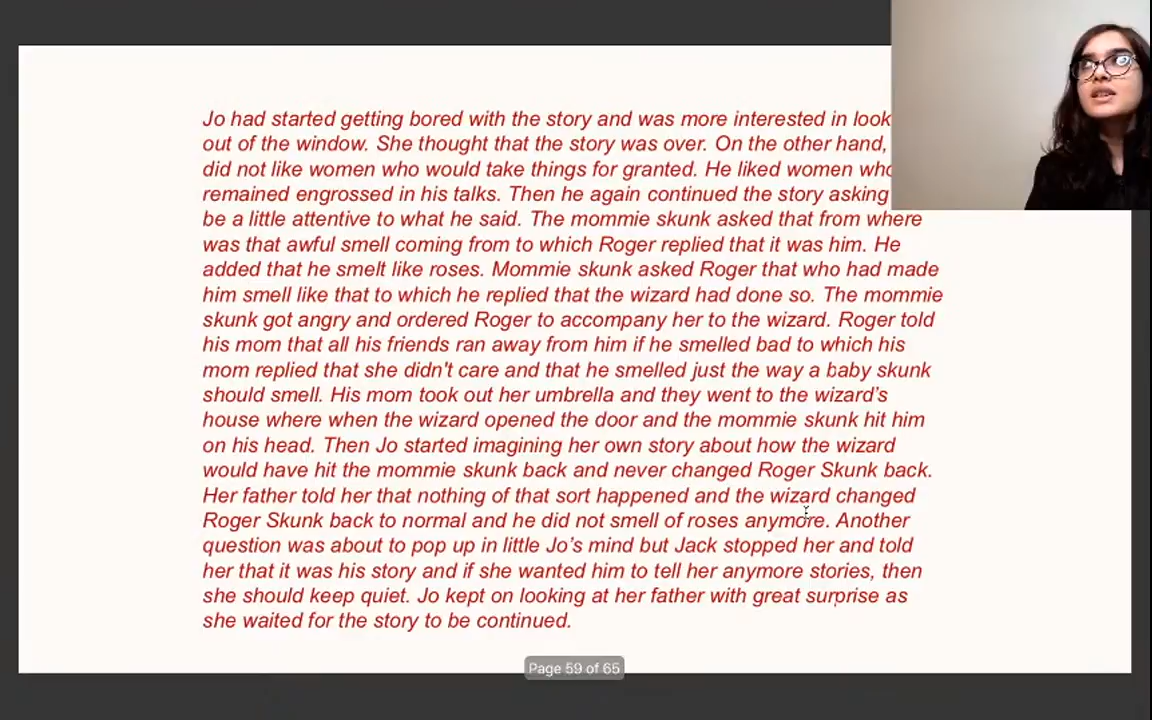 Jo had started getting bored with the story and was more interested in look
out of the window. She thought that the story was over. On the other hand,
did not like women who would take things for granted. He liked women who
remained engrossed in his talks. Then he again continued the story asking
be a little attentive to what he said. The mommie skunk asked that from where
was that awful smell coming from to which Roger replied that it was him. He
added that he smelt like roses. Mommie skunk asked Roger that who had made
him smell like that to which he replied that the wizard had done so. The mommie
skunk got angry and ordered Roger to accompany her to the wizard. Roger told
his mom that all his friends ran away from him if he smelled bad to which his
mom replied that she didn't care and that he smelled just the way a baby skunk
should smell. His mom took out her umbrella and they went to the wizard's
house where when the wizard opened the door and the mommie skunk hit him
on his head. Then Jo started imagining her own story about how the wizard
would have hit the mommie skunk back and never changed Roger Skunk back.
Her father told her that nothing of that sort happened and the wizard changed
Roger Skunk back to normal and he did not smell of roses anymore. Another
question was about to pop up in little Jo's mind but Jack stopped her and told
her that it was his story and if she wanted him to tell her anymore stories, then
she should keep quiet. Jo kept on looking at her father with great surprise as
she waited for the story to be continued.
Page 59 of 65